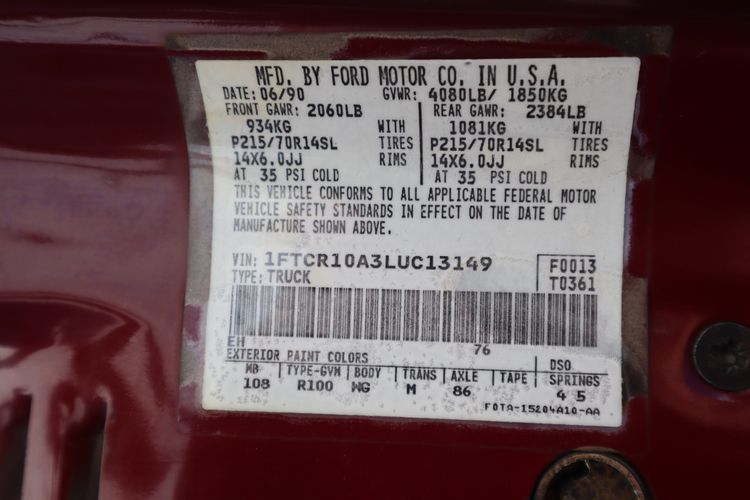 MFD. BY FORD MOTOR CO. IN U.S.A.
DATE: 06/90 GVWR: 4080LB/ 1850KG
FRONT GAWR: 2060LB REAR GAWR: 2384LB
934KG WITH 1081KG WITH
P215/70R14SL TIRES P215/70R14SL TIRES
14X6.0JJ RIMS 14X6.0JJ RIMS
AT 35 PSI COLD AT 35 PSI COLD
THIS VEHICLE CONFORMS TO ALL APPLICABLE FEDERAL MOTOR
VEHICLE SAFETY STANDARDS IN EFFECT ON THE DATE OF
MANUFACTURE SHOWN ABOVE.
VIN: 1FTCR10A3LUC13149 F0013
TYPE: TRUCK T0361
EH 76
EXTERIOR PAINT COLORS DSO
WB TYPE-GVM BODY TRANS AXLE TAPE SPRINGS
108 R100 WG M 86 4 5
F0TA-15204A10-AA